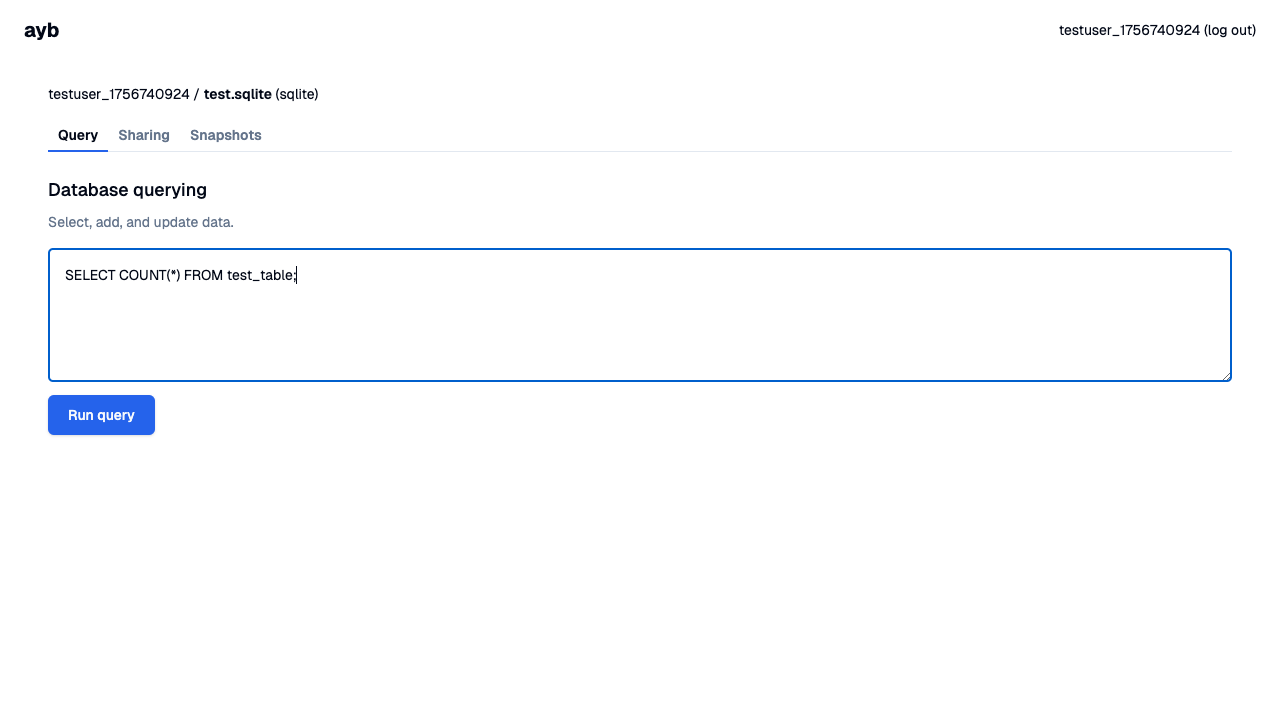 ayb
testuser_1756740924 (log out)
testuser_1756740924 / test.sqlite (sqlite)
Query Sharing Snapshots
Database querying
Select, add, and update data.
SELECT COUNT(*) FROM test_table;
Run query